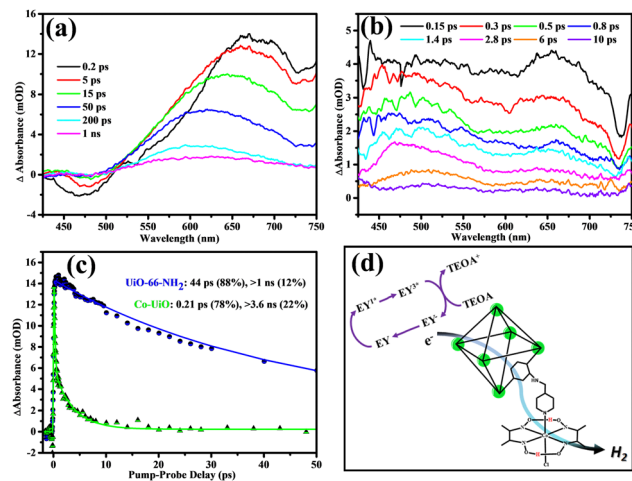 (a)
Δ Absorbance (mOD)
16
12
8
4
0
-4
0.2 ps
5 ps
15 ps
50 ps
200 ps
1 ns
450 500 550 600 650 700 750
Wavelength (nm)
(b)
0.15 ps 0.3 ps 0.5 ps 0.8 ps
1.4 ps 2.8 ps 6 ps 10 ps
ΔAbsorbance (mOD)
5
4
3
2
1
0
450 500 550 600 650 700 750
Wavelength (nm)
(c)
UiO-66-NH2: 44 ps (88%), >1 ns (12%)
Co-UiO: 0.21 ps (78%), >3.6 ns (22%)
ΔAbsorbance (mOD)
16
14
12
10
8
6
4
2
0
0 10 20 30 40 50
Pump-Probe Delay (ps)
(d)
TEOA+
EY3*
TEOA
EY-
EY
e-
HN
N
O H O
N N
N N
O H O
Cl
H2